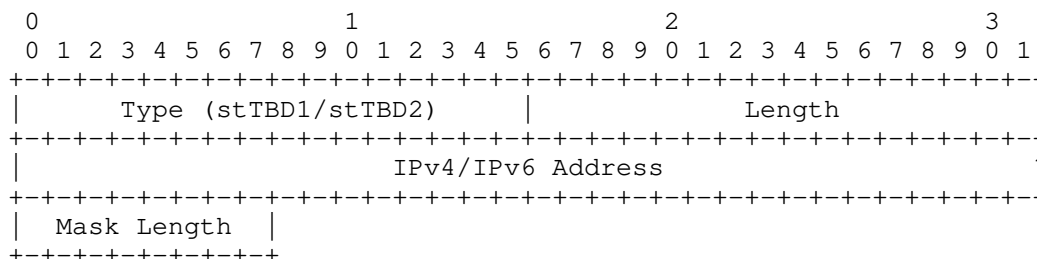 0                   1                   2                   3
0 1 2 3 4 5 6 7 8 9 0 1 2 3 4 5 6 7 8 9 0 1 2 3 4 5 6 7 8 9 0 1
+-+-+-+-+-+-+-+-+-+-+-+-+-+-+-+-+-+-+-+-+-+-+-+-+-+-+-+-+-+-+-+-
|      Type (stTBD1/stTBD2)     |             Length
+-+-+-+-+-+-+-+-+-+-+-+-+-+-+-+-+-+-+-+-+-+-+-+-+-+-+-+-+-+-+-+-
|                       IPv4/IPv6 Address
+-+-+-+-+-+-+-+-+-+-+-+-+-+-+-+-+-+-+-+-+-+-+-+-+-+-+-+-+-+-+-+-
|  Mask Length  |
+-+-+-+-+-+-+-+-+